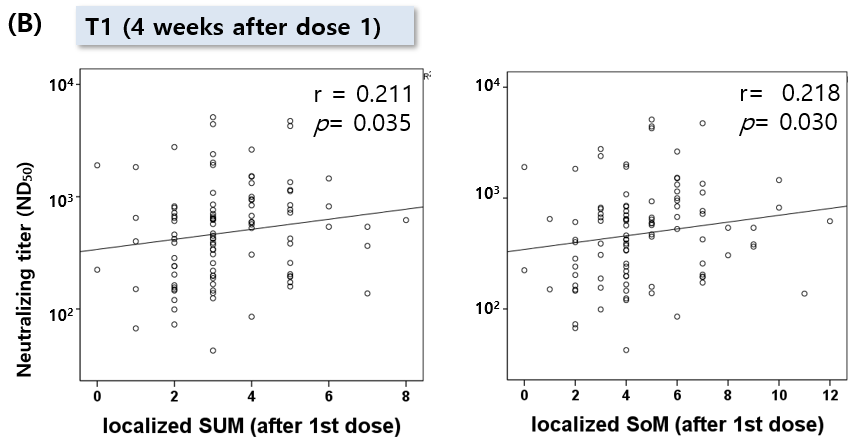 (B)
T1 (4 weeks after dose 1)
Neutralizing titer (ND50)
10⁴
10³
10²
r = 0.211
p= 0.035
0 2 4 6 8
localized SUM (after 1st dose)
10⁴
10³
10²
r= 0.218
p= 0.030
0 2 4 6 8 10 12
localized SoM (after 1st dose)